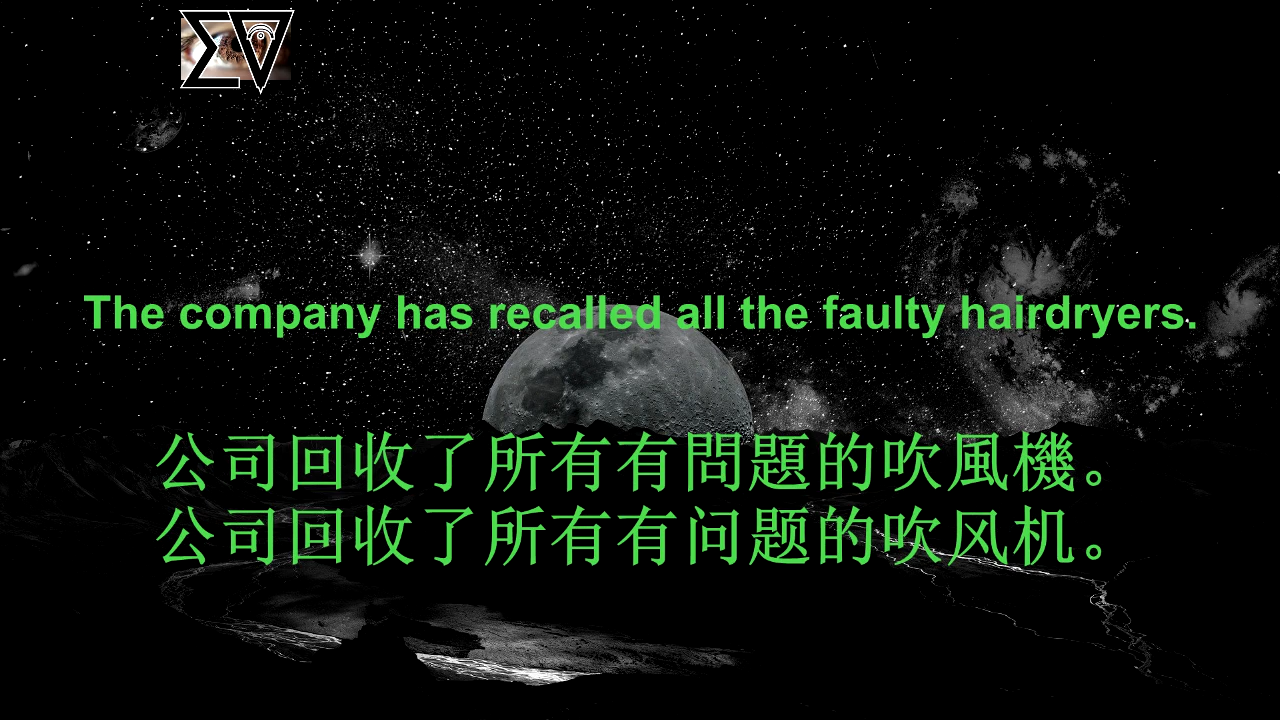 The company has recalled all the faulty hairdryers.
公司回收了所有有問題的吹風機。
公司回收了所有有问题的吹风机。